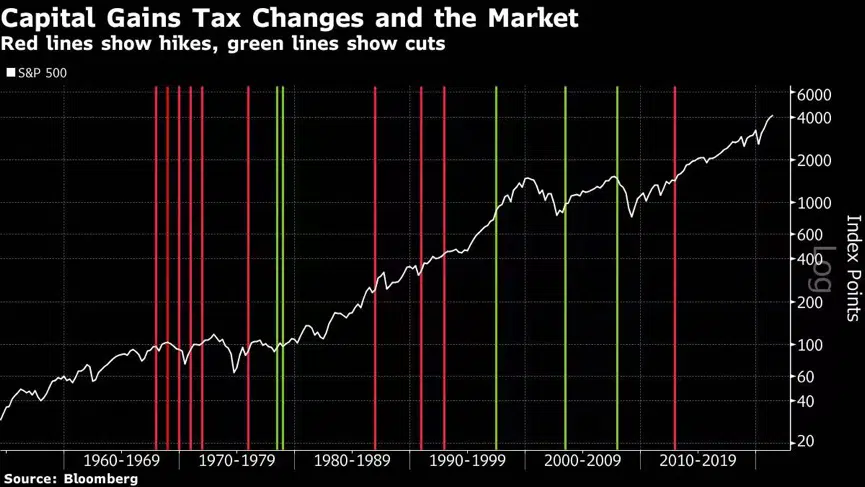 Capital Gains Tax Changes and the Market
Red lines show hikes, green lines show cuts
S&P 500
6000
4000
2000
1000
600
400
200
100
60
40
20
Log
Index Points
1960-1969
1970-1979
1980-1989
1990-1999
2000-2009
2010-2019
Source: Bloomberg